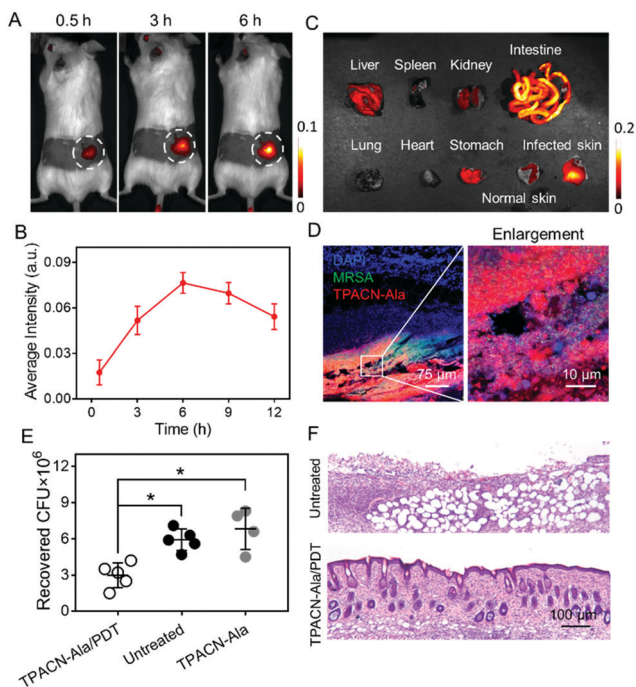 A
0.5 h
3 h
6 h
0.1
0
B
Average Intensity (a.u.)
0.09
0.06
0.03
0.00
0
3
6
9
12
Time (h)
C
Liver
Spleen
Kidney
Intestine
Lung
Heart
Stomach
Infected skin
Normal skin
0.2
0
D
Enlargement
DAPI
MRSA
TPACN-Ala
75 μm
10 μm
E
Recovered CFU×10⁶
12
9
6
3
0
*
*
TPACN-Ala/PDT
Untreated
TPACN-Ala
F
Untreated
TPACN-Ala/PDT
100 μm